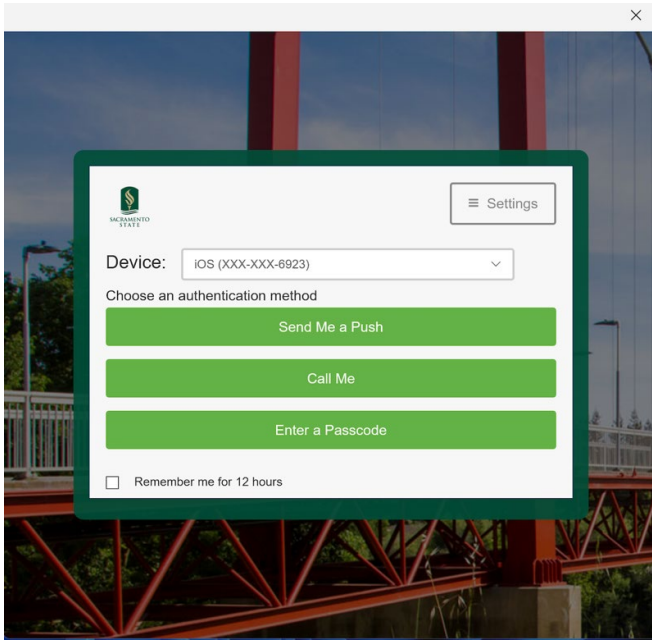 SACRAMENTO
STATE
≡ Settings
Device:
iOS (XXX-XXX-6923)
Choose an authentication method
Send Me a Push
Call Me
Enter a Passcode
Remember me for 12 hours